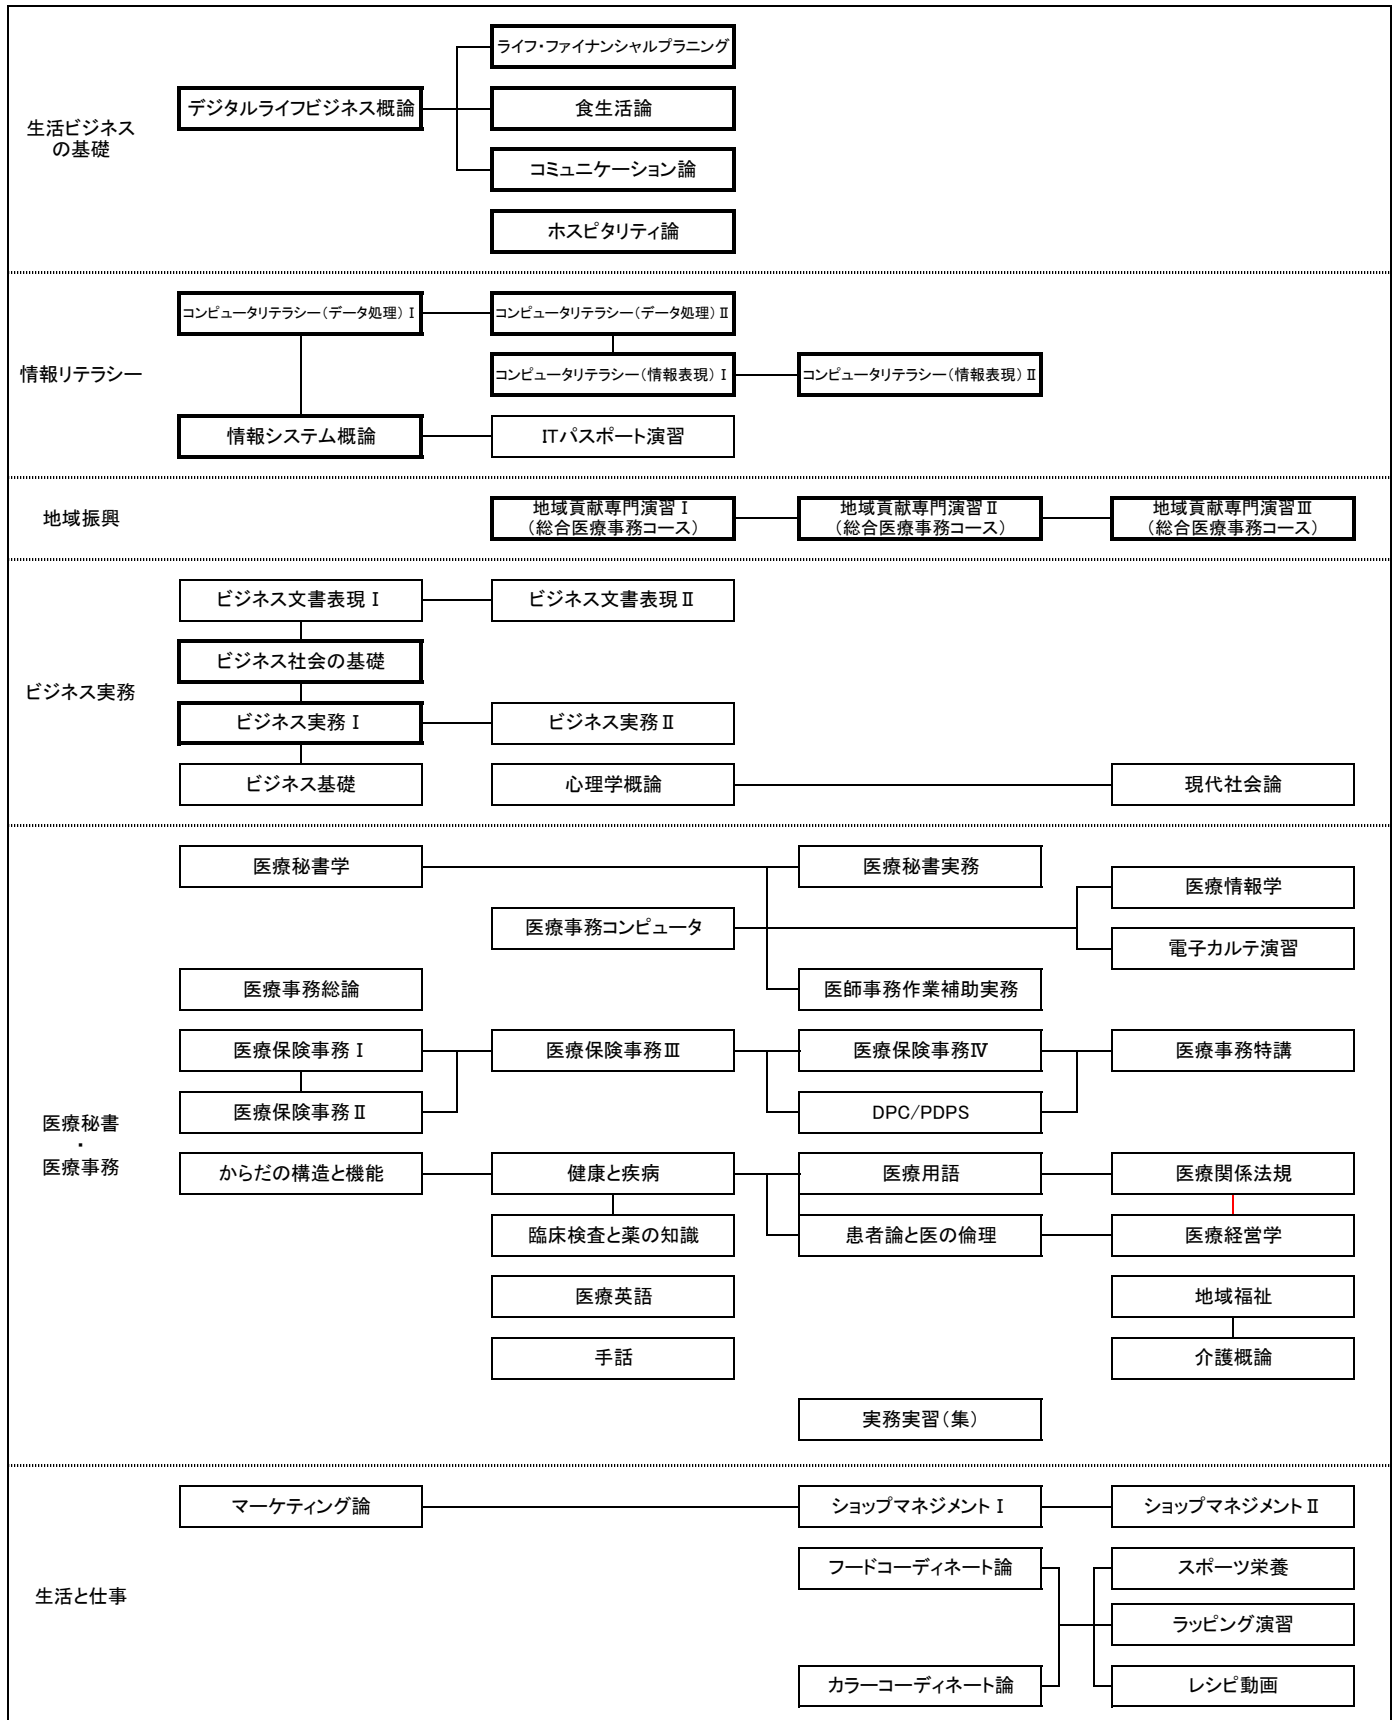 生活ビジネス
の基礎
デジタルライフビジネス概論
ライフ・ファイナンシャルプラニング
食生活論
コミュニケーション論
ホスピタリティ論
情報リテラシー
コンピュータリテラシー（データ処理）Ⅰ
コンピュータリテラシー（データ処理）Ⅱ
コンピュータリテラシー（情報表現）Ⅰ
コンピュータリテラシー（情報表現）Ⅱ
情報システム概論
ITパスポート演習
地域振興
地域貢献専門演習Ⅰ
（総合医療事務コース）
地域貢献専門演習Ⅱ
（総合医療事務コース）
地域貢献専門演習Ⅲ
（総合医療事務コース）
ビジネス実務
ビジネス文書表現Ⅰ
ビジネス文書表現Ⅱ
ビジネス社会の基礎
ビジネス実務Ⅰ
ビジネス実務Ⅱ
ビジネス基礎
心理学概論
現代社会論
医療秘書
・
医療事務
医療秘書学
医療秘書実務
医療情報学
医療事務コンピュータ
電子カルテ演習
医療事務総論
医師事務作業補助実務
医療保険事務Ⅰ
医療保険事務Ⅲ
医療保険事務Ⅳ
医療事務特講
医療保険事務Ⅱ
DPC/PDPS
からだの構造と機能
健康と疾病
医療用語
医療関係法規
臨床検査と薬の知識
患者論と医の倫理
医療経営学
医療英語
地域福祉
手話
介護概論
実務実習（集）
生活と仕事
マーケティング論
ショップマネジメントⅠ
ショップマネジメントⅡ
フードコーディネート論
スポーツ栄養
ラッピング演習
カラーコーディネート論
レシピ動画